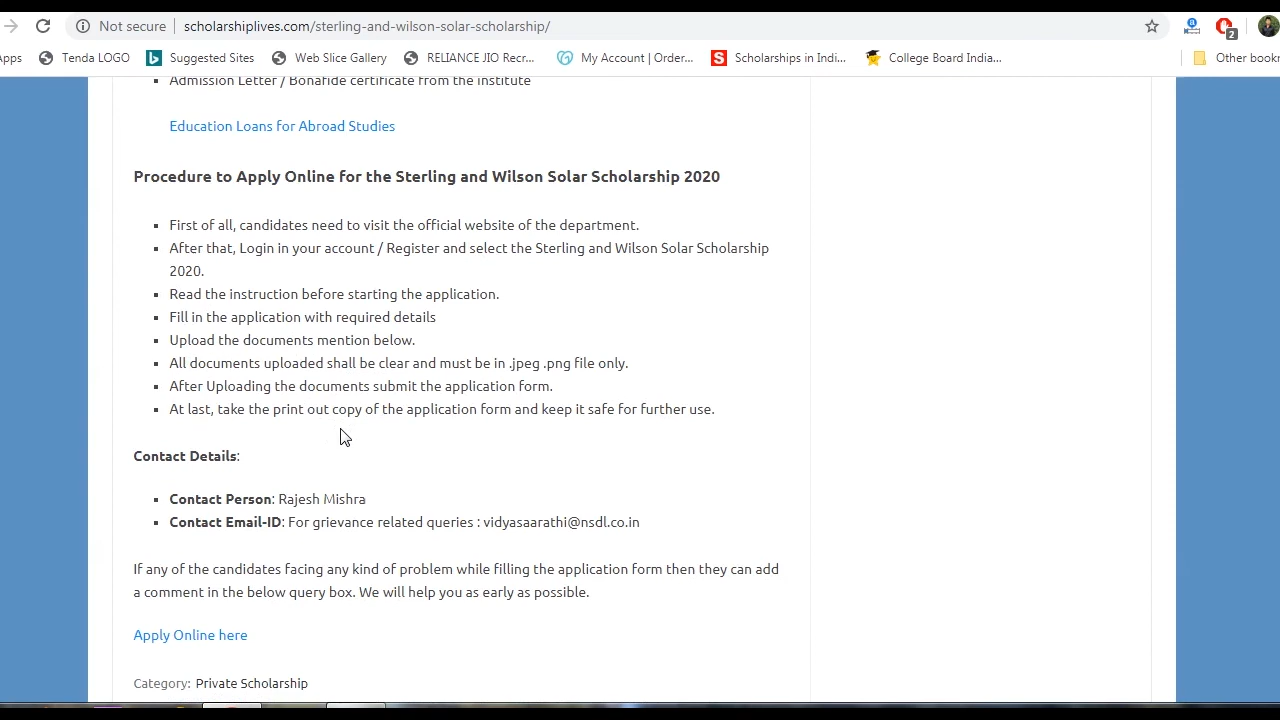 Not secure
scholarshiplives.com/sterling-and-wilson-solar-scholarship/
2
Tenda LOGO
Suggested Sites
Web Slice Gallery
RELIANCE JIO Recr...
My Account | Order...
Scholarships in Indi...
College Board India...
Admission Letter / Bonafide certificate from the institute
Education Loans for Abroad Studies
Procedure to Apply Online for the Sterling and Wilson Solar Scholarship 2020
First of all, candidates need to visit the official website of the department.
After that, Login in your account / Register and select the Sterling and Wilson Solar Scholarship
2020.
Read the instruction before starting the application.
Fill in the application with required details
Upload the documents mention below.
All documents uploaded shall be clear and must be in .jpeg .png file only.
After Uploading the documents submit the application form.
At last, take the print out copy of the application form and keep it safe for further use.
Contact Details:
Contact Person: Rajesh Mishra
Contact Email-ID: For grievance related queries : vidyasaarathi@nsdl.co.in
If any of the candidates facing any kind of problem while filling the application form then they can add
a comment in the below query box. We will help you as early as possible.
Apply Online here
Category: Private Scholarship